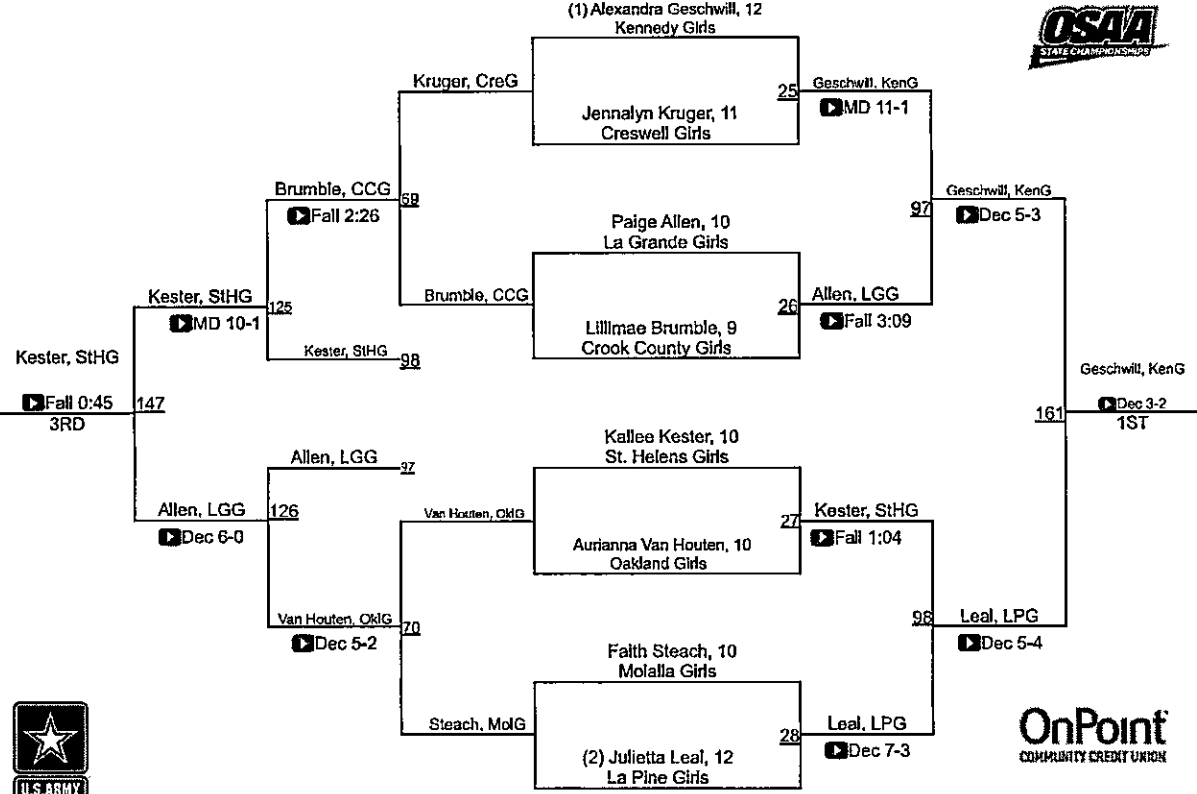 (1) Alexandra Geschwill, 12
Kennedy Girls
OSAA
STATE CHAMPIONSHIPS
Kruger, CreG
25
Geschwill, KenG
MD 11-1
Jennalyn Kruger, 11
Creswell Girls
Brumble, CCG
69
Fall 2:26
Geschwill, KenG
97
Dec 5-3
Paige Allen, 10
La Grande Girls
Kester, StHG
125
MD 10-1
Brumble, CCG
26
Allen, LGG
Fall 3:09
Lillimae Brumble, 9
Crook County Girls
Kester, StHG
98
Kester, StHG
Fall 0:45
147
3RD
Geschwill, KenG
161
Dec 3-2
1ST
Kallee Kester, 10
St. Helens Girls
Allen, LGG
97
Allen, LGG
126
Dec 6-0
Van Houten, OklG
27
Kester, StHG
Fall 1:04
Aurianna Van Houten, 10
Oakland Girls
Van Houten, OklG
70
Dec 5-2
98
Leal, LPG
Dec 5-4
Faith Steach, 10
Molalla Girls
Steach, MolG
28
Leal, LPG
Dec 7-3
(2) Julietta Leal, 12
La Pine Girls
U.S. ARMY
OnPoint
COMMUNITY CREDIT UNION